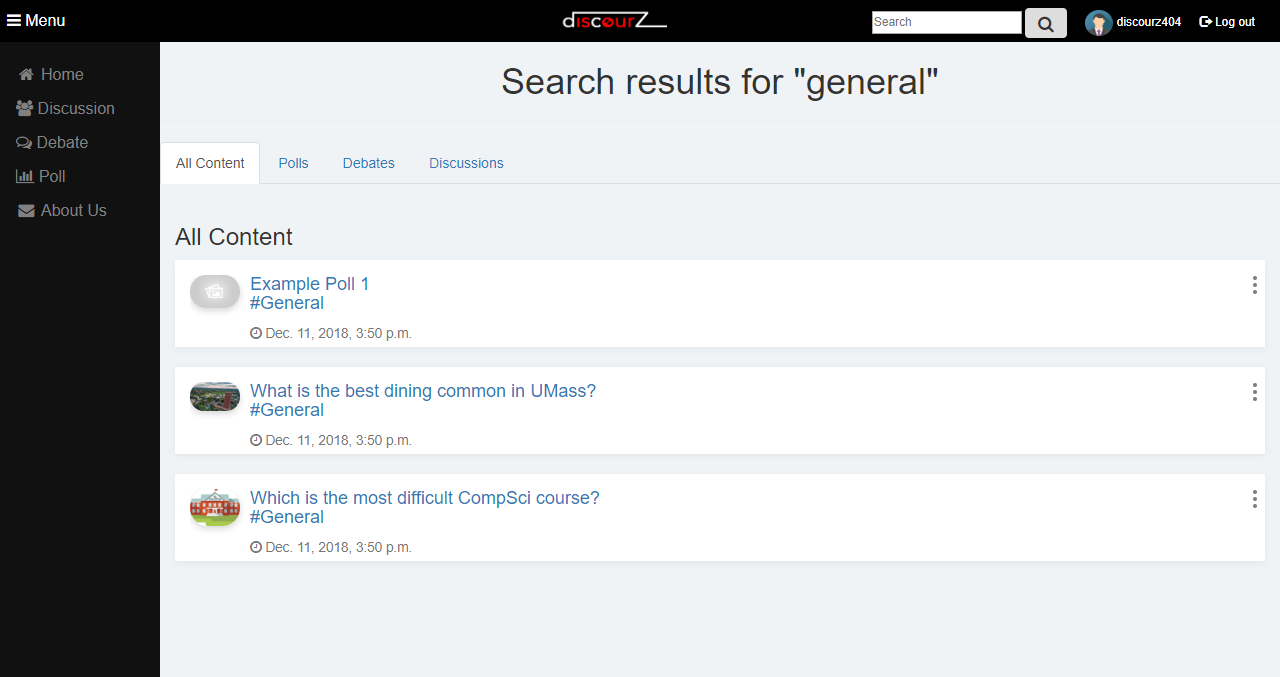 Menu
discourZ
Search
discourz404
Log out
Home
Discussion
Debate
Poll
About Us
Search results for "general"
All Content
Polls
Debates
Discussions
All Content
Example Poll 1
#General
Dec. 11, 2018, 3:50 p.m.
What is the best dining common in UMass?
#General
Dec. 11, 2018, 3:50 p.m.
Which is the most difficult CompSci course?
#General
Dec. 11, 2018, 3:50 p.m.